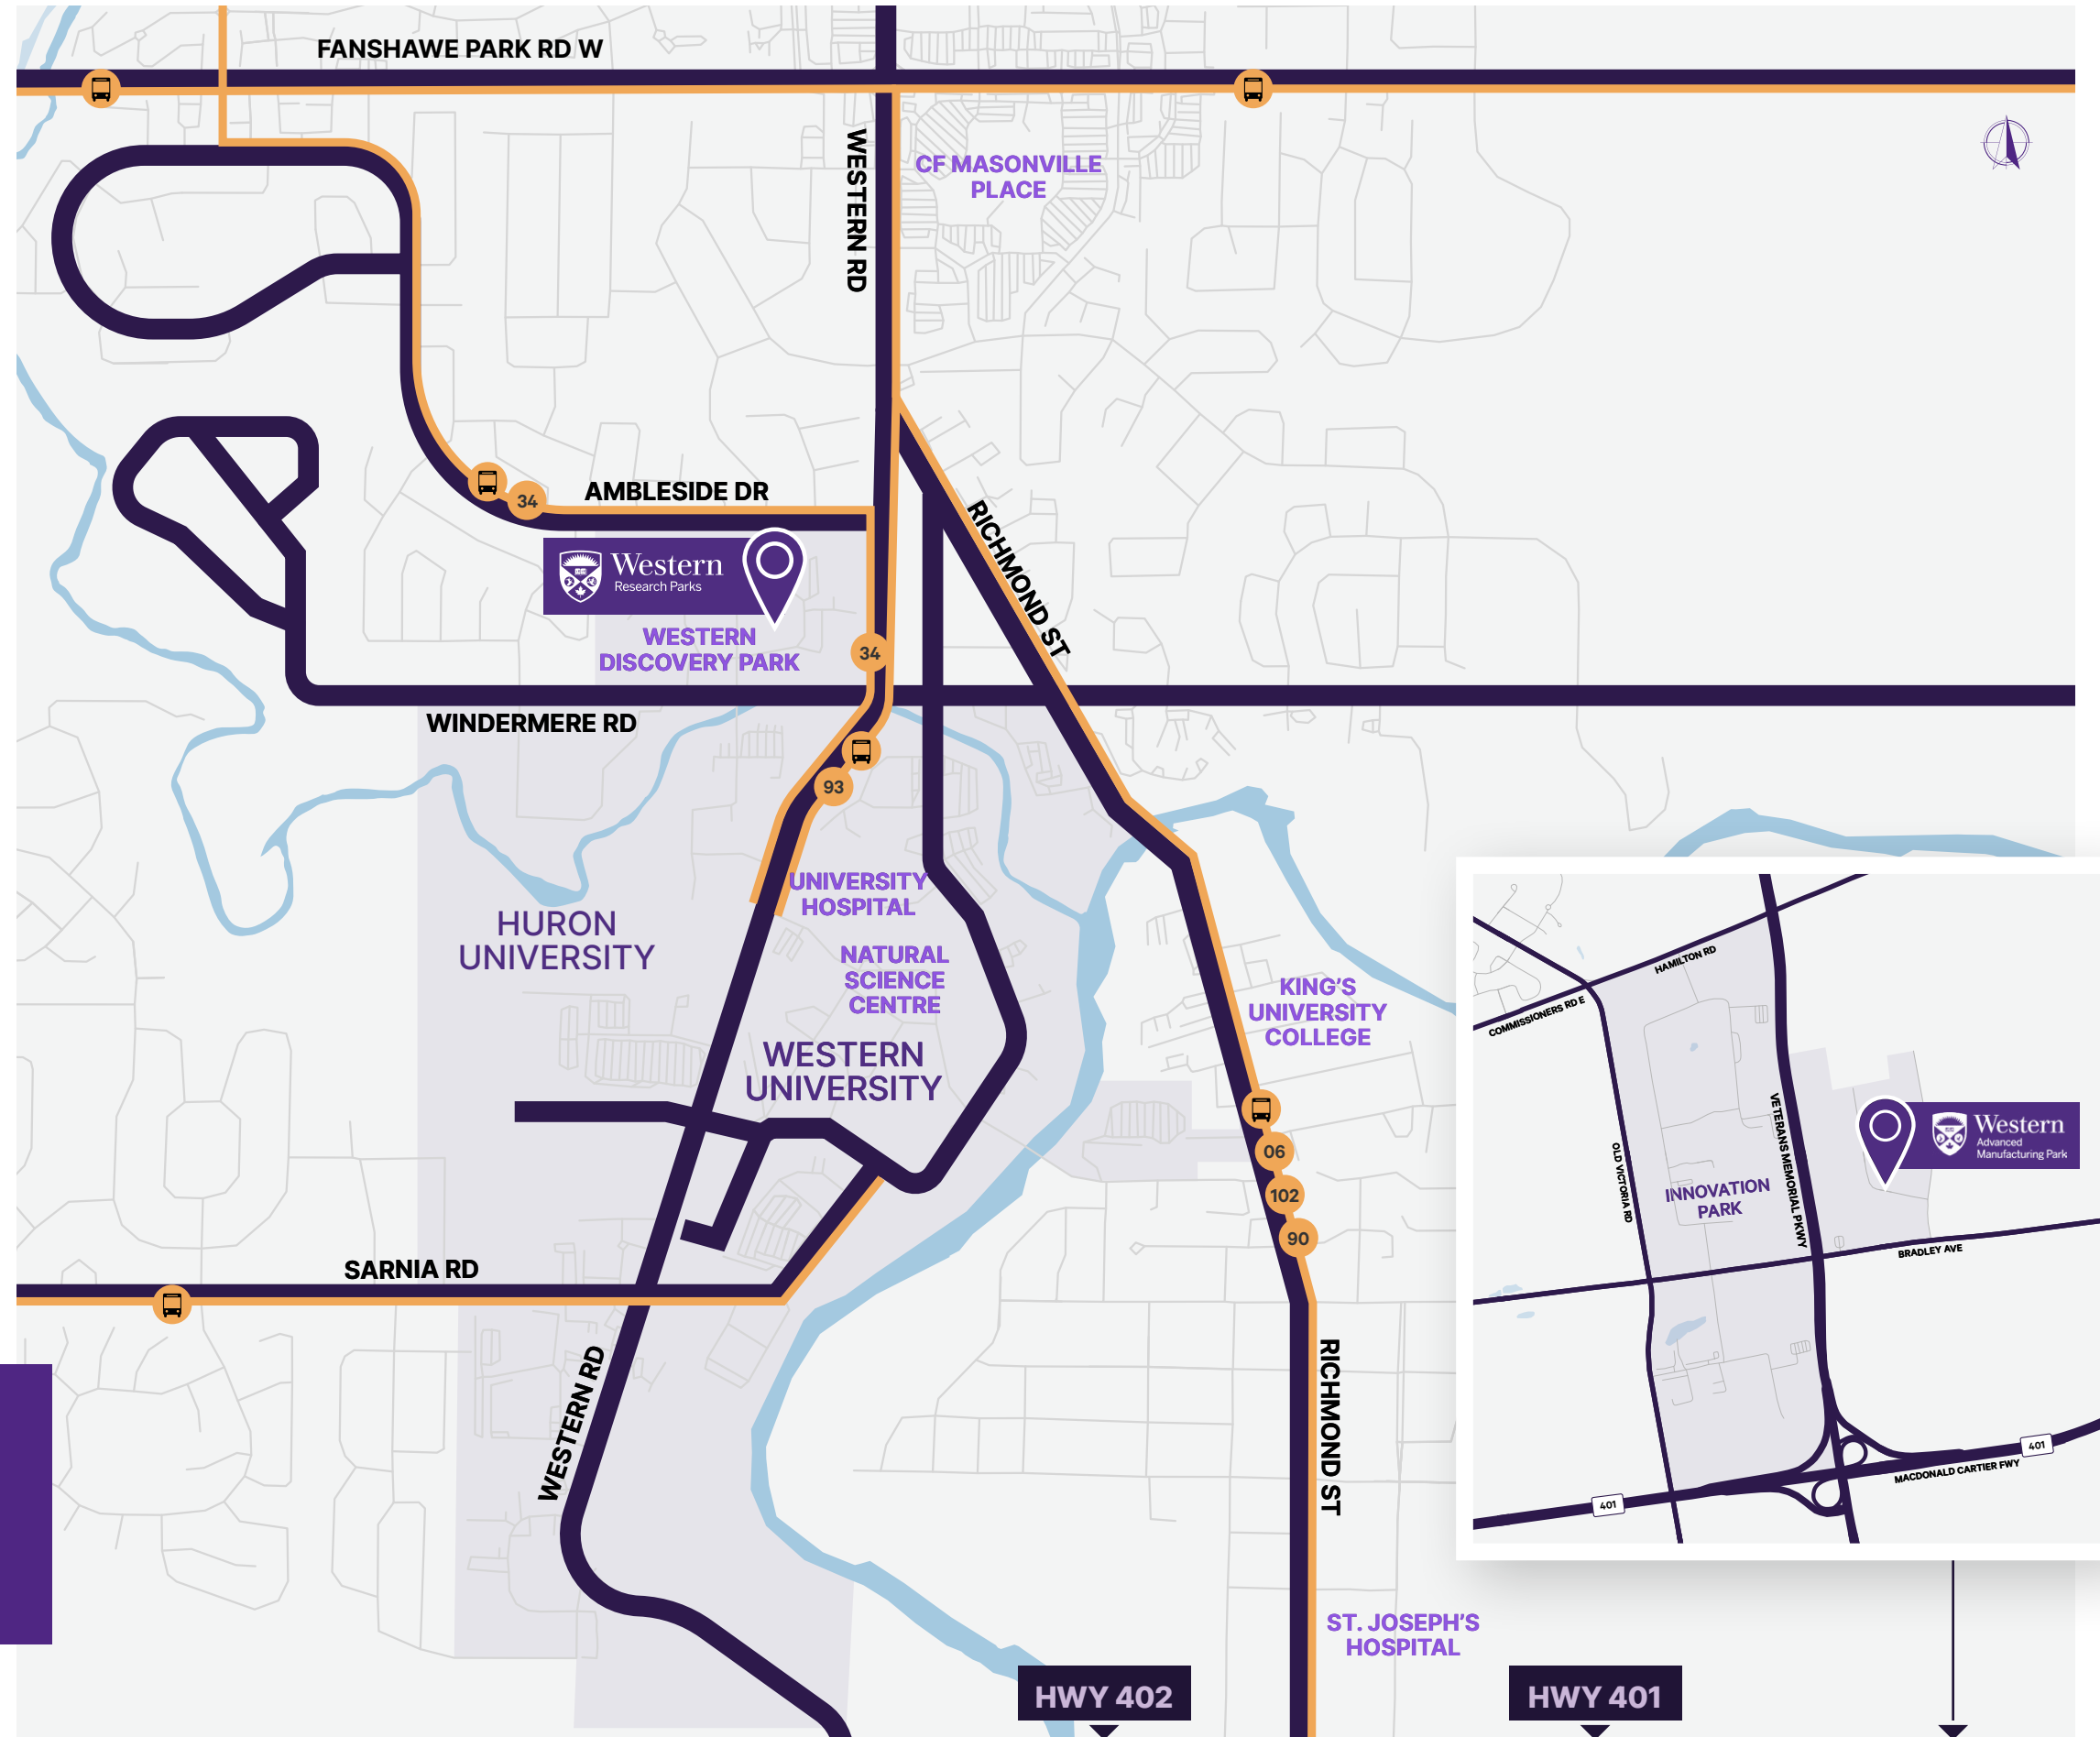 FANSHAWE PARK RD W
WESTERN RD
CF MASONVILLE
PLACE
AMBLESIDE DR
34
RICHMOND ST
Western
Research Parks
WESTERN
DISCOVERY PARK
34
WINDERMERE RD
93
UNIVERSITY
HOSPITAL
HURON
UNIVERSITY
NATURAL
SCIENCE
CENTRE
KING'S
UNIVERSITY
COLLEGE
WESTERN
UNIVERSITY
06
102
90
SARNIA RD
WESTERN RD
RICHMOND ST
ST. JOSEPH'S
HOSPITAL
HWY 402
HWY 401
HAMILTON RD
COMMISSIONERS RD E
VETERANS MEMORIAL PKWY
OLD VICTORIA RD
Western
Advanced
Manufacturing Park
INNOVATION
PARK
BRADLEY AVE
401
MACDONALD CARTIER FWY
401